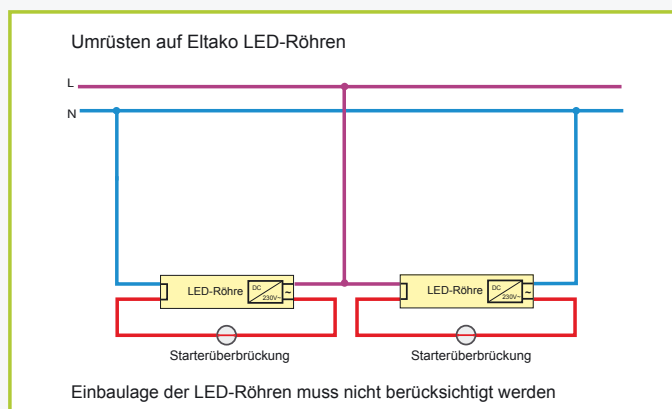 Umrüsten auf Eltako LED-Röhren
L
N
LED-Röhre
DC
230V~
~
LED-Röhre
DC
230V~
~
Starterüberbrückung
Starterüberbrückung
Einbaulage der LED-Röhren muss nicht berücksichtigt werden